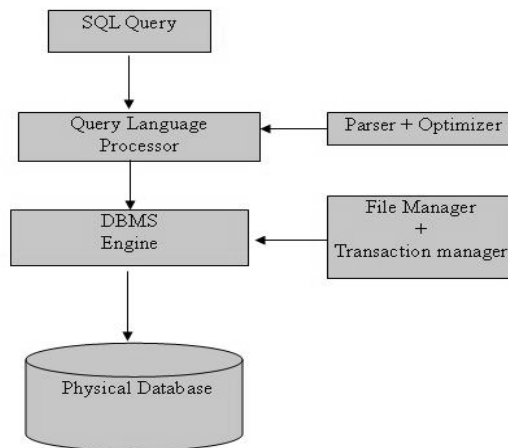 SQL Query
Query Language
Processor
Parser + Optimizer
DBMS
Engine
File Manager
+
Transaction manager
Physical Database